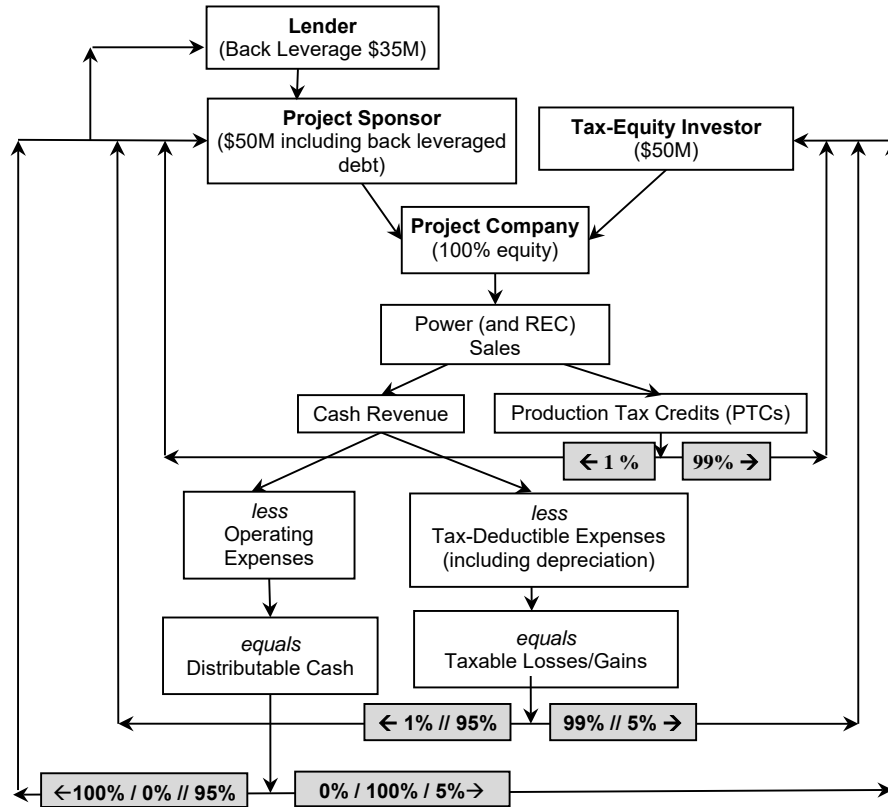 Lender
(Back Leverage $35M)
Project Sponsor
($50M including back leveraged
debt)
Tax-Equity Investor
($50M)
Project Company
(100% equity)
Power (and REC)
Sales
Cash Revenue
Production Tax Credits (PTCs)
← 1 %
99% →
less
Operating
Expenses
less
Tax-Deductible Expenses
(including depreciation)
equals
Distributable Cash
equals
Taxable Losses/Gains
← 1% // 95%
99% // 5% →
←100% / 0% // 95%
0% / 100% / 5%→